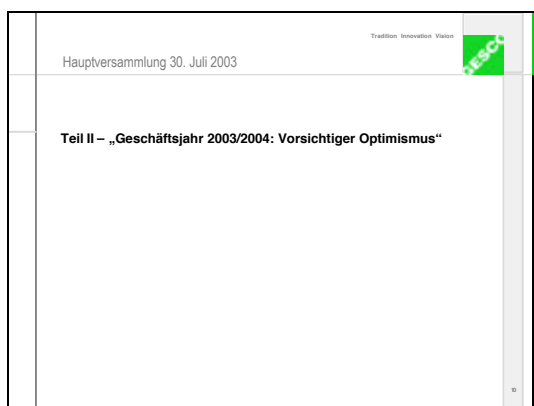 Tradition Innovation Vision
GESCO
Hauptversammlung 30. Juli 2003
Teil II – „Geschäftsjahr 2003/2004: Vorsichtiger Optimismus“
10